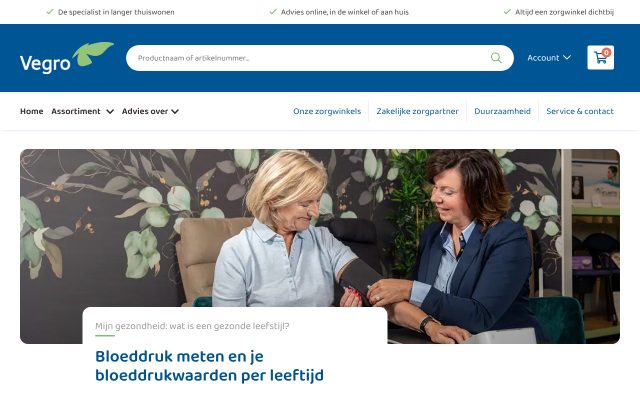 De specialist in langer thuiswonen
Advies online, in de winkel of aan huis
Altijd een zorgwinkel dichtbij
Vegro
Productnaam of artikelnummer...
Account
0
Home
Assortiment
Advies over
Onze zorgwinkels
Zakelijke zorgpartner
Duurzaamheid
Service & contact
Mijn gezondheid: wat is een gezonde leefstijl?
Bloeddruk meten en je
bloeddrukwaarden per leeftijd